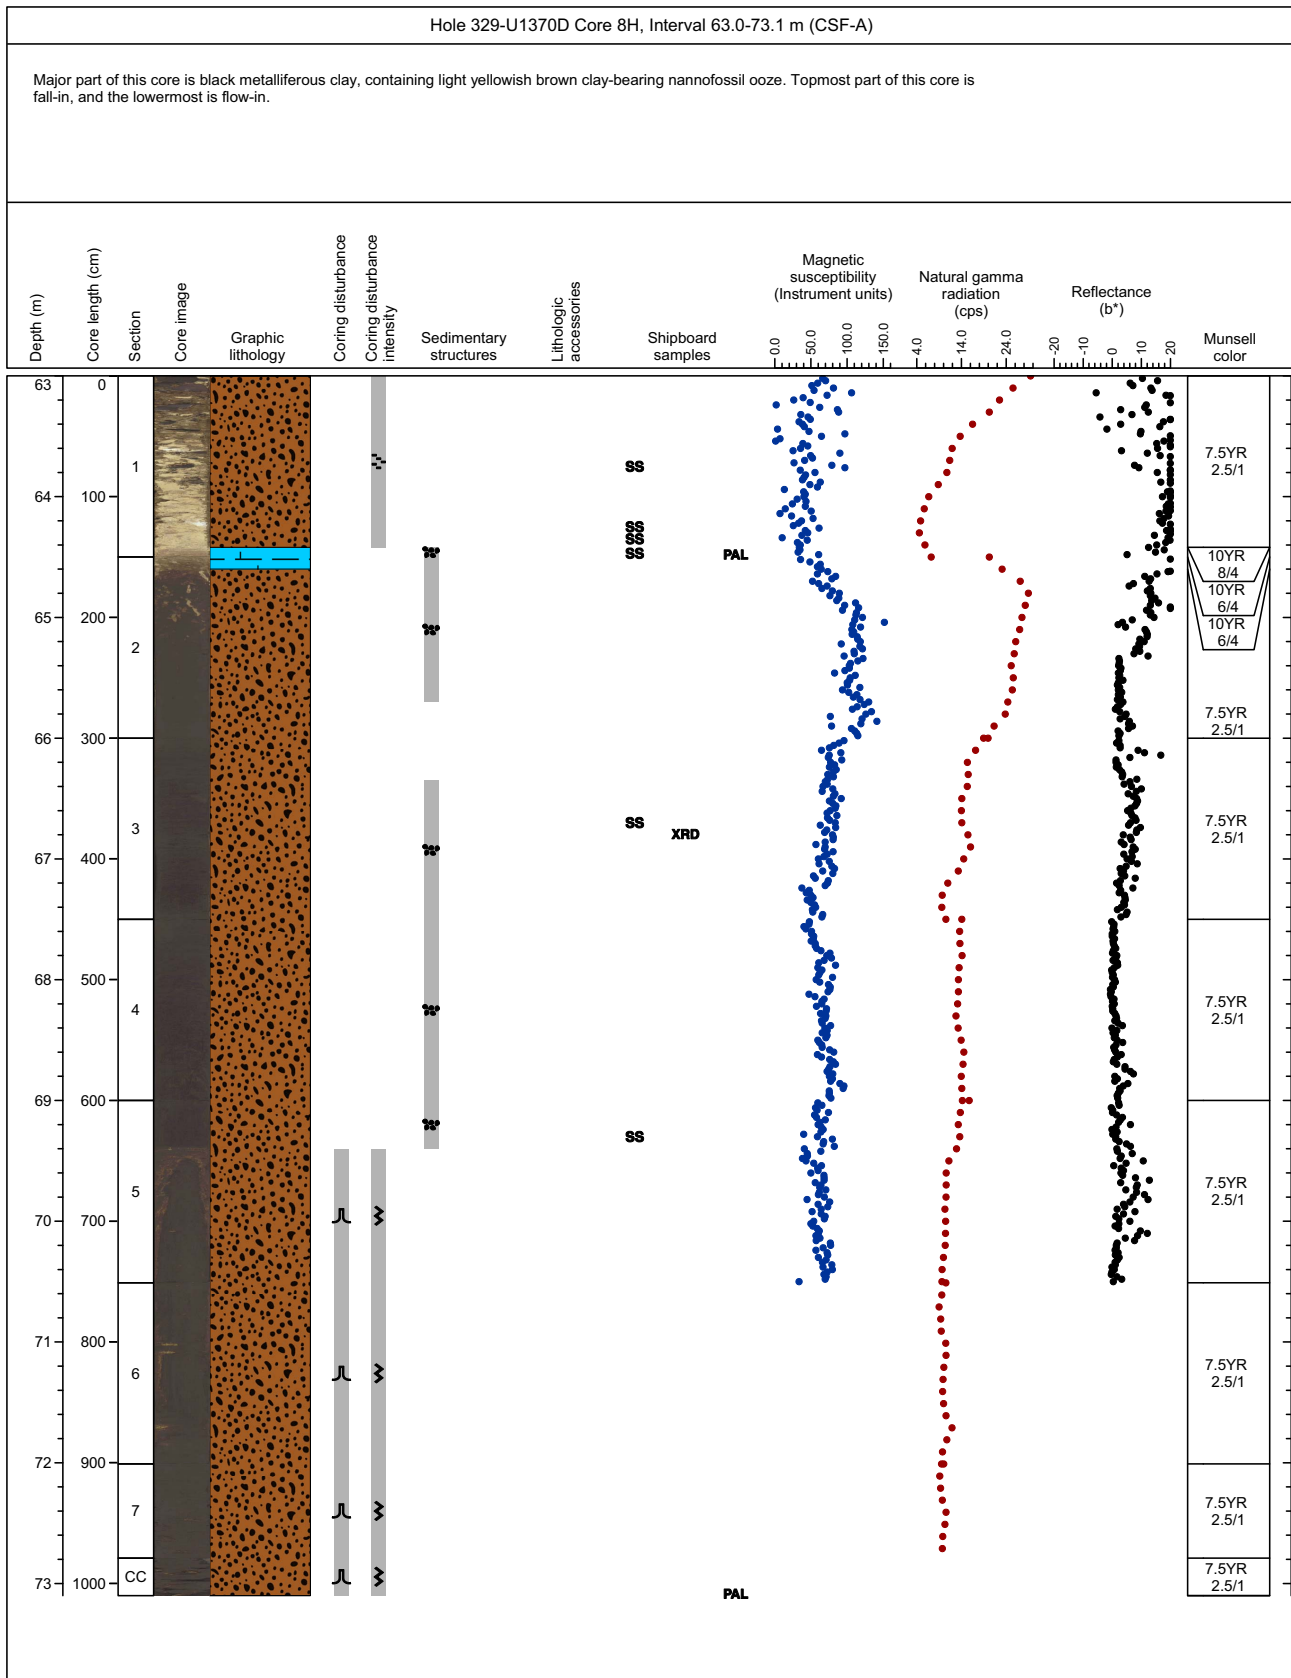 Hole 329-U1370D Core 8H, Interval 63.0-73.1 m (CSF-A)
Major part of this core is black metalliferous clay, containing light yellowish brown clay-bearing nannofossil ooze. Topmost part of this core is
fall-in, and the lowermost is flow-in.
Depth (m)
Core length (cm)
Section
Core image
Graphic
lithology
Coring disturbance
Coring disturbance
intensity
Sedimentary
structures
Lithologic
accessories
Shipboard
samples
Magnetic
susceptibility
(Instrument units)
0.0 50.0 100.0 150.0
Natural gamma
radiation
(cps)
4.0 14.0 24.0
Reflectance
(b*)
-20 -10 0 10 20
Munsell
color
63 0
1
SS
7.5YR
2.5/1
64 100
SS
SS
SS PAL
10YR
8/4
10YR
6/4
65 200
10YR
6/4
2
7.5YR
2.5/1
66 300
3
SS
XRD
7.5YR
2.5/1
67 400
68 500
4
7.5YR
2.5/1
69 600
SS
5
7.5YR
2.5/1
70 700
71 800
6
7.5YR
2.5/1
72 900
7
7.5YR
2.5/1
CC
73 1000
7.5YR
2.5/1
PAL